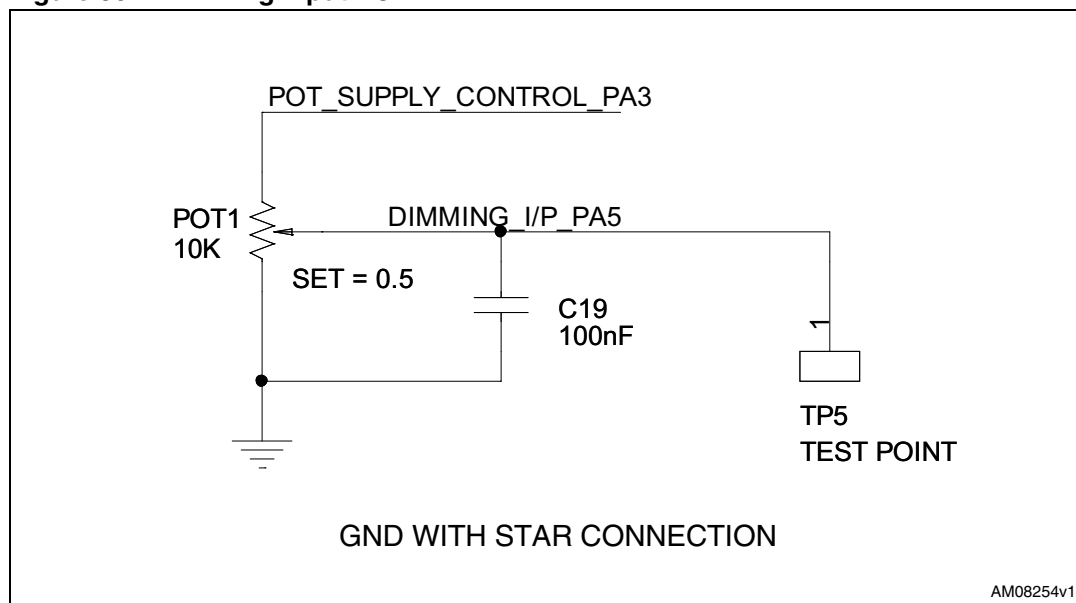 POT_SUPPLY_CONTROL_PA3
POT1
10K
DIMMING_I/P_PA5
SET = 0.5
C19
100nF
1
TP5
TEST POINT
GND WITH STAR CONNECTION
AM08254v1